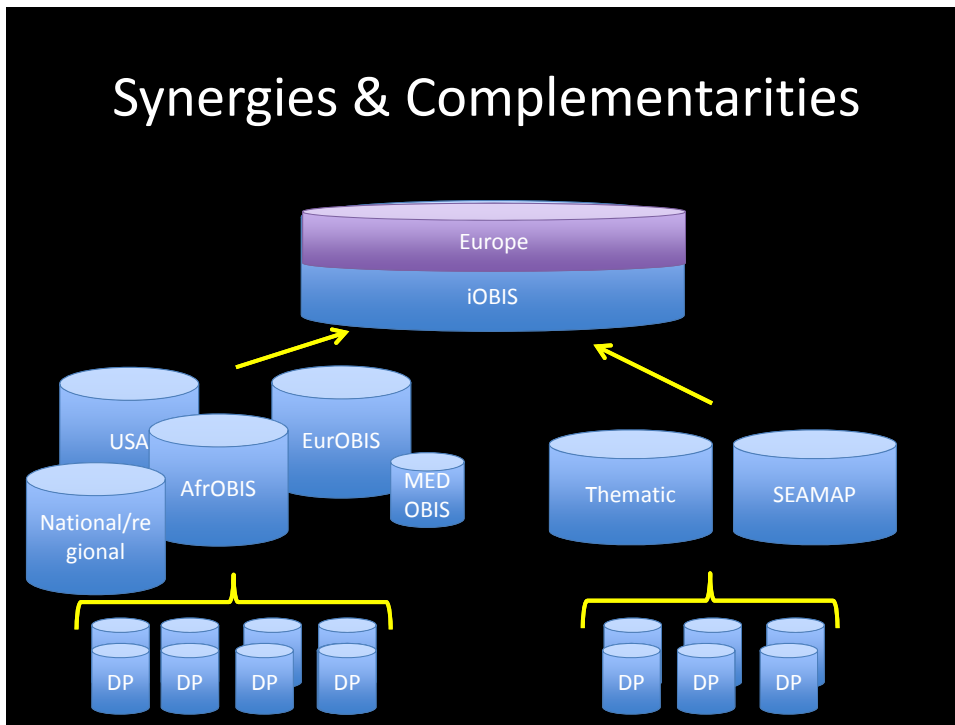 Synergies & Complementarities
Europe
iOBIS
USA
EurOBIS
AfrOBIS
MED
OBIS
National/re
gional
Thematic
SEAMAP
DP
DP
DP
DP
DP
DP
DP